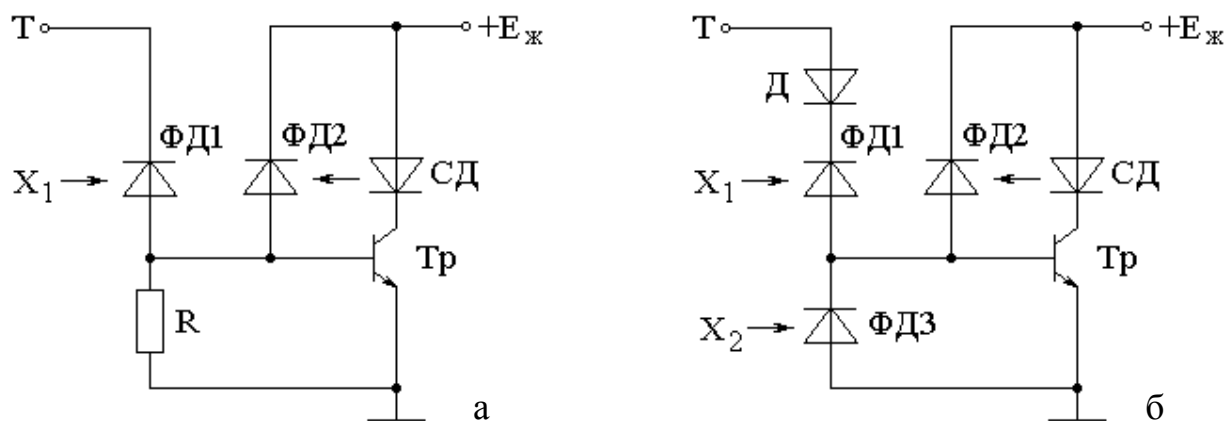 T +Eж
ФД1 ФД2
X1 СД
Тр
R
а
T +Eж
Д
ФД1 ФД2
X1 СД
Тр
X2 ФД3
б